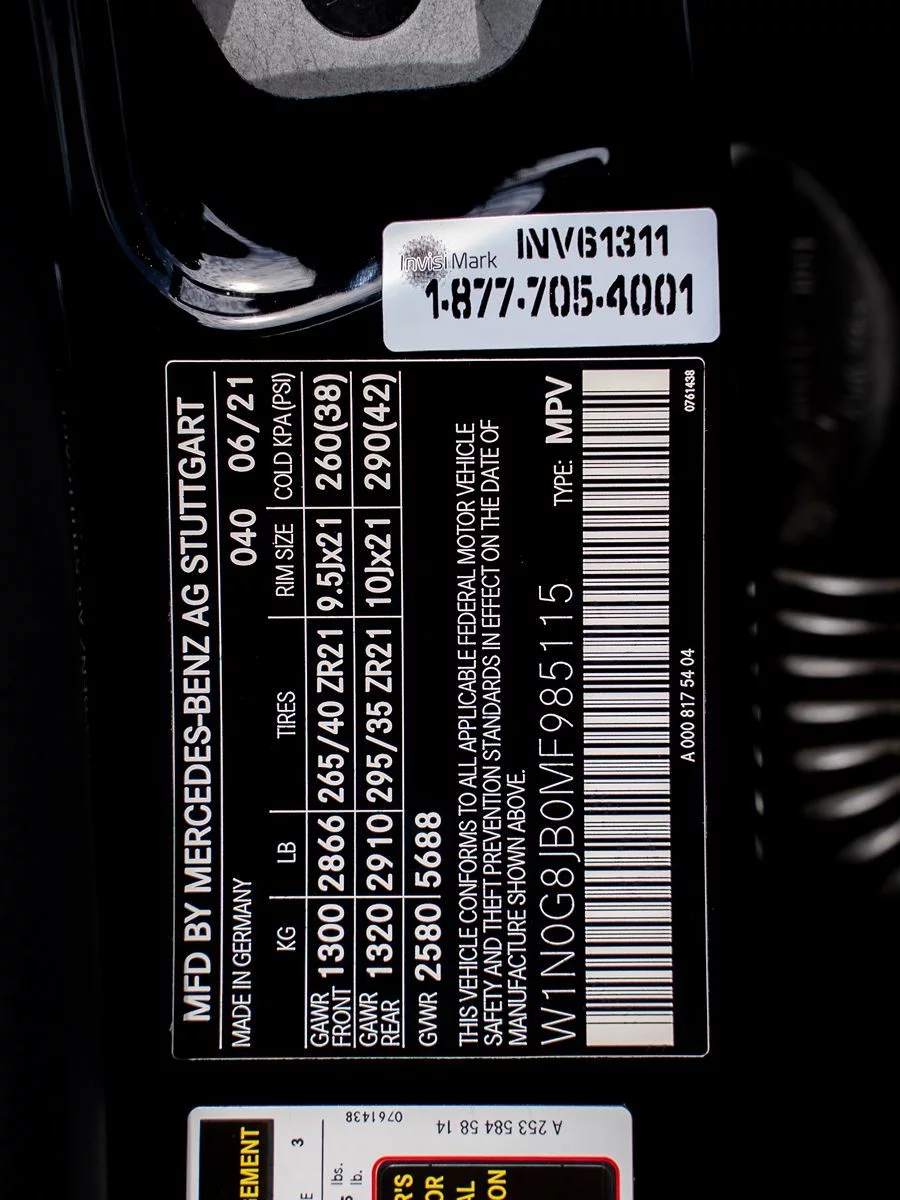 InvisiMark INV61311
1·877·705·4001
MFD BY MERCEDES-BENZ AG STUTTGART
MADE IN GERMANY 040 06/21
KG LB TIRES RIM SIZE COLD KPA (PSI)
GAWR FRONT 1300 2866 265/40 ZR21 9.5Jx21 260(38)
GAWR REAR 1320 2910 295/35 ZR21 10Jx21 290(42)
GVWR 2580 5688
THIS VEHICLE CONFORMS TO ALL APPLICABLE FEDERAL MOTOR VEHICLE
SAFETY AND THEFT PREVENTION STANDARDS IN EFFECT ON THE DATE OF
MANUFACTURE SHOWN ABOVE.
W1N0G8JB0MF985115 TYPE: MPV
A 000 817 54 04 0761438
0761438
A 253 584 58 14
3
lbs.
lb.